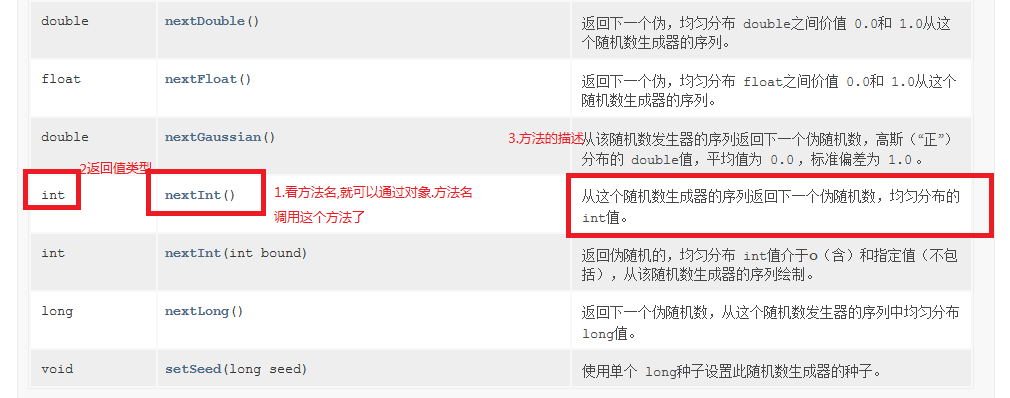 double nextDouble() 返回下一个伪，均匀分布 double之间价值 0.0和 1.0从这
个随机数生成器的序列。
float nextFloat() 返回下一个伪，均匀分布 float之间价值 0.0和 1.0从这个
随机数生成器的序列。
double nextGaussian() 3.方法的描述 从该随机数发生器的序列返回下一个伪随机数，高斯（“正”）
分布的 double值，平均值为 0.0 ，标准偏差为 1.0 。
2返回值类型
int nextInt() 1.看方法名,就可以通过对象.方法名 从这个随机数生成器的序列返回下一个伪随机数，均匀分布的
调用这个方法了 int值。
int nextInt(int bound) 返回伪随机的，均匀分布 int值介于0（含）和指定值（不包
括），从该随机数生成器的序列绘制。
long nextLong() 返回下一个伪随机数，从这个随机数发生器的序列中均匀分布
long值。
void setSeed(long seed) 使用单个 long种子设置此随机数生成器的种子。